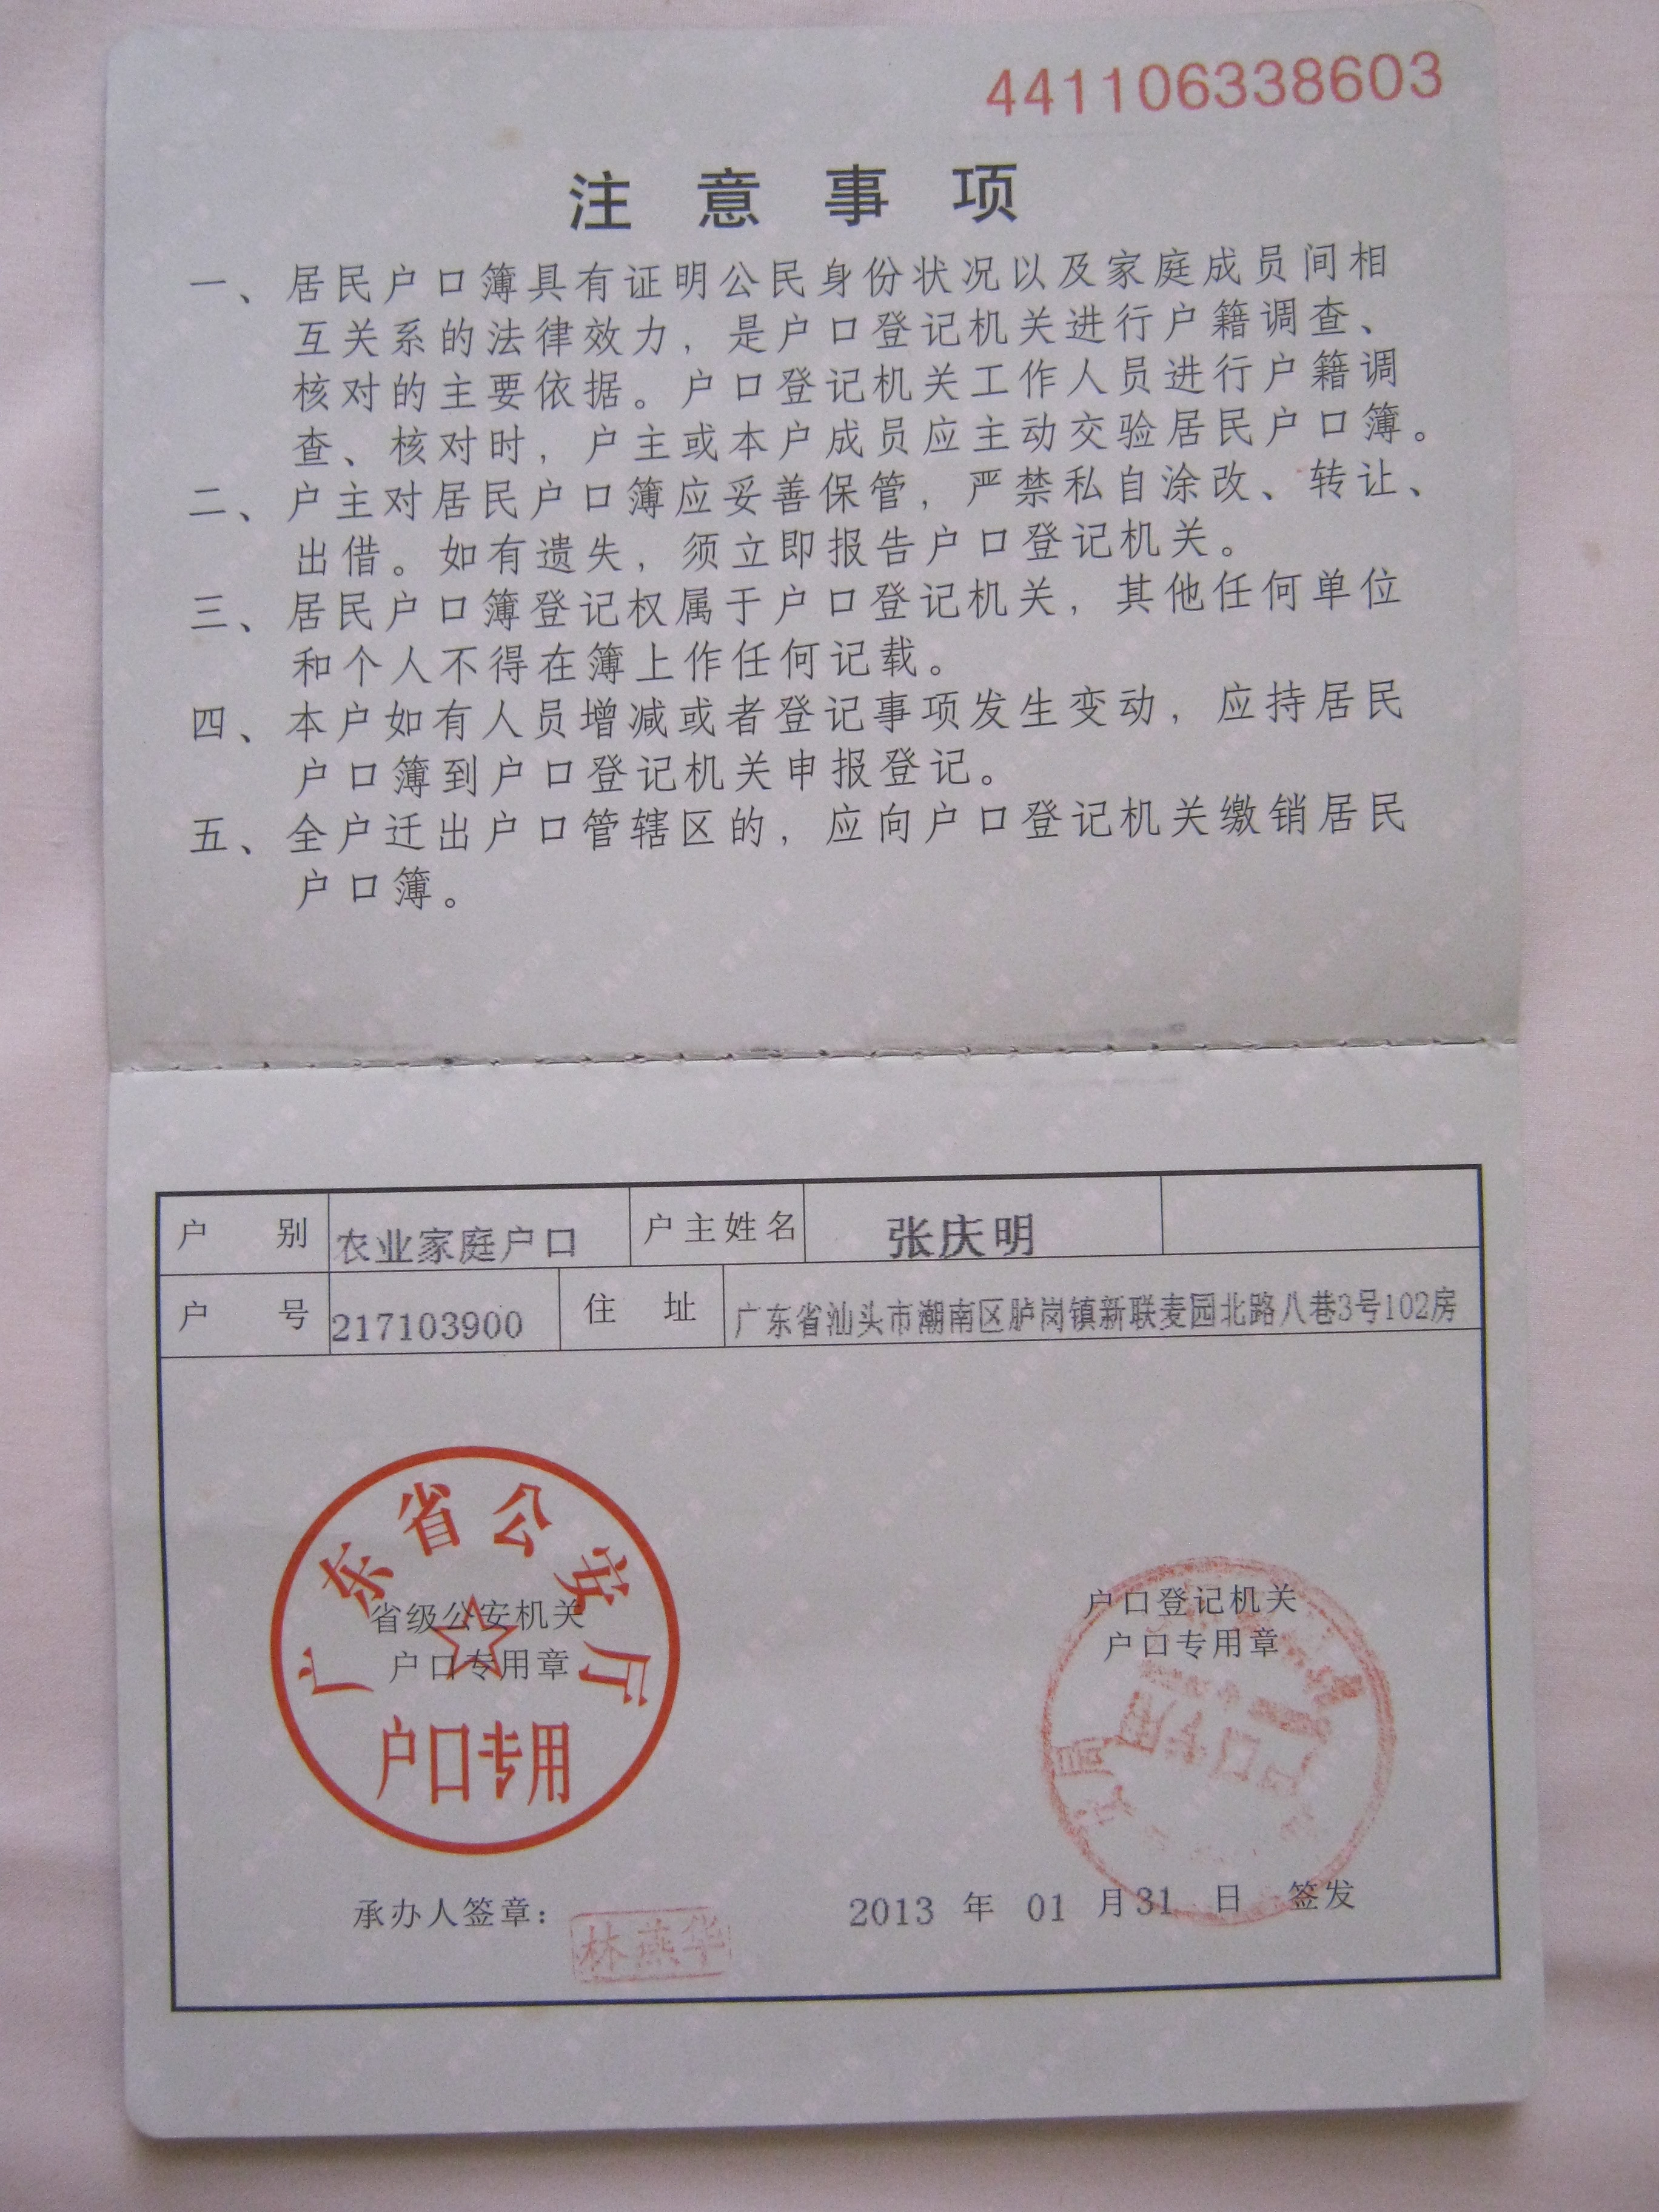 441106338603
注意事项
一、居民户口簿具有证明公民身份状况以及家庭成员间相
互关系的法律效力，是户口登记机关进行户籍调查、
核对的主要依据。户口登记机关工作人员进行户籍调
查、核对时，户主或本户成员应主动交验居民户口簿。
二、户主对居民户口簿应妥善保管，严禁私自涂改、转让、
出借。如有遗失，须立即报告户口登记机关。
三、居民户口簿登记权属于户口登记机关，其他任何单位
和个人不得在簿上作任何记载。
四、本户如有人员增减或者登记事项发生变动，应持居民
户口簿到户口登记机关申报登记。
五、全户迁出户口管辖区的，应向户口登记机关缴销居民
户口簿。
户别 农业家庭户口 户主姓名 张庆明
户号 217103900 住址 广东省汕头市潮南区胪岗镇新联麦园北路八巷3号102房
广东省公安厅
省级公安机关
户口专用章
户口专用
户口登记机关
户口专用章
承办人签章：林燕华
2013 年 01 月 31 日 签发